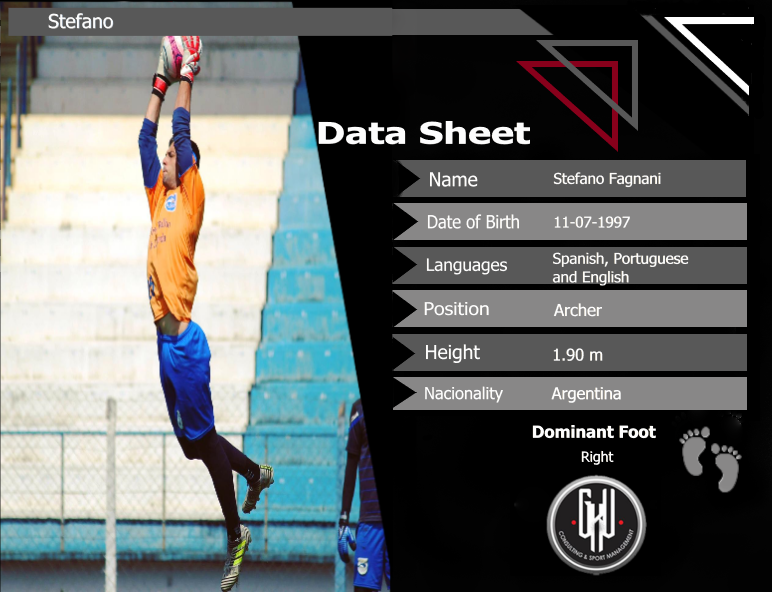 Stefano
Data Sheet
Name Stefano Fagnani
Date of Birth 11-07-1997
Languages Spanish, Portuguese
and English
Position Archer
Height 1.90 m
Nacionality Argentina
Dominant Foot
Right
CONSULTING & SPORT MANAGEMENT